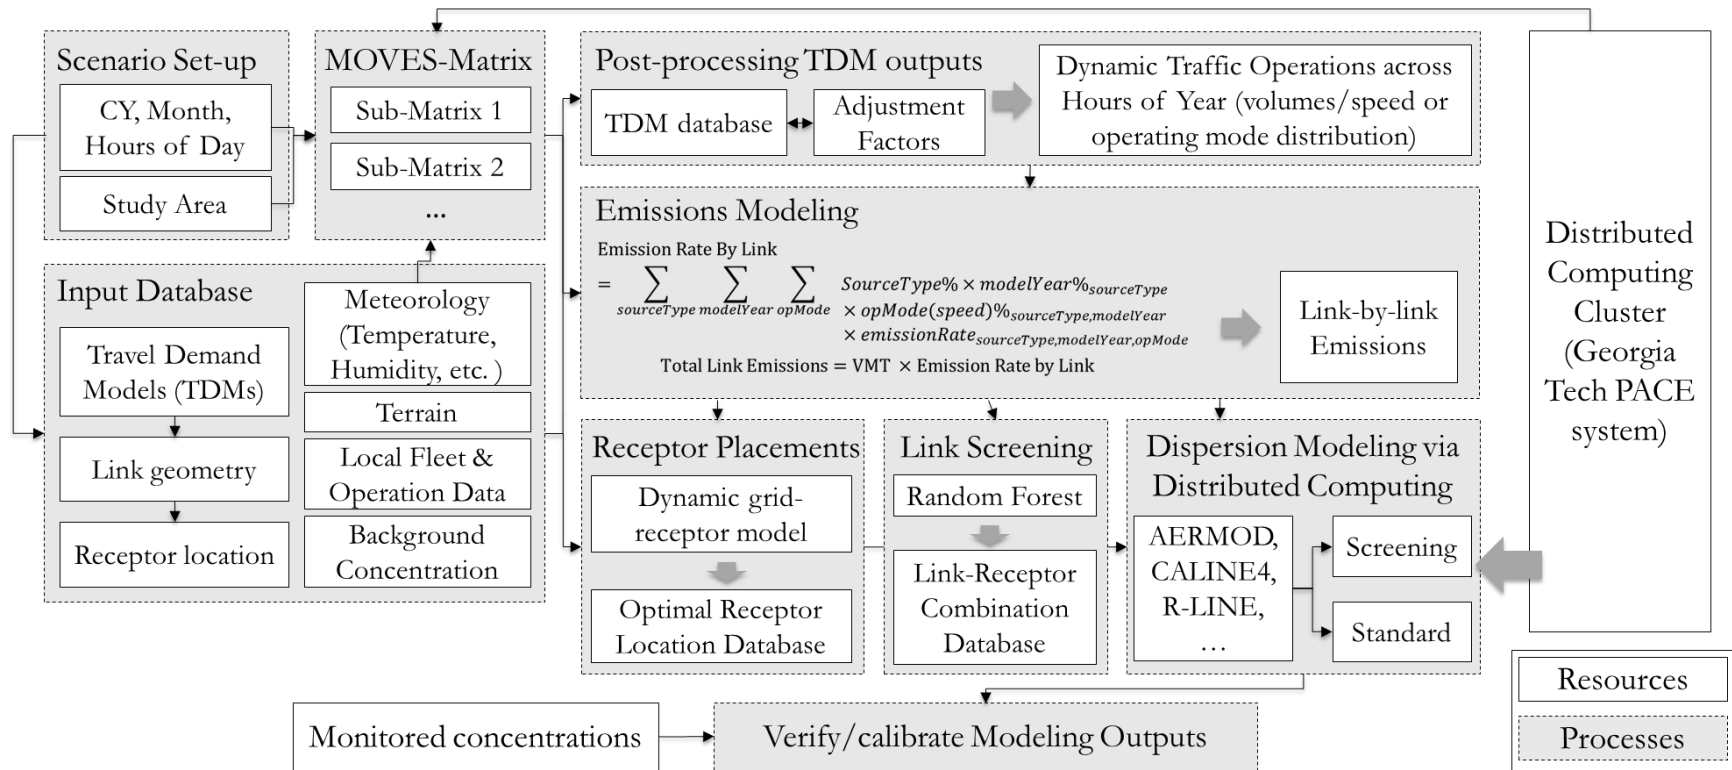 Scenario Set-up
CY, Month,
Hours of Day
Study Area
MOVES-Matrix
Sub-Matrix 1
Sub-Matrix 2
...
Input Database
Travel Demand
Models (TDMs)
Link geometry
Receptor location
Meteorology
(Temperature,
Humidity, etc. )
Terrain
Local Fleet &
Operation Data
Background
Concentration
Post-processing TDM outputs
TDM database
Adjustment
Factors
Dynamic Traffic Operations across
Hours of Year (volumes/speed or
operating mode distribution)
Emissions Modeling
Emission Rate By Link
= ∑sourceType ∑modelYear ∑opMode SourceType% × modelYear%sourceType
× opMode(speed)%sourceType,modelYear
× emissionRatesourceType,modelYear,opMode
Total Link Emissions = VMT × Emission Rate by Link
Link-by-link
Emissions
Receptor Placements
Dynamic grid-
receptor model
Optimal Receptor
Location Database
Link Screening
Random Forest
Link-Receptor
Combination
Database
Dispersion Modeling via
Distributed Computing
AERMOD,
CALINE4,
R-LINE,
...
Screening
Standard
Distributed
Computing
Cluster
(Georgia
Tech PACE
system)
Monitored concentrations
Verify/calibrate Modeling Outputs
Resources
Processes